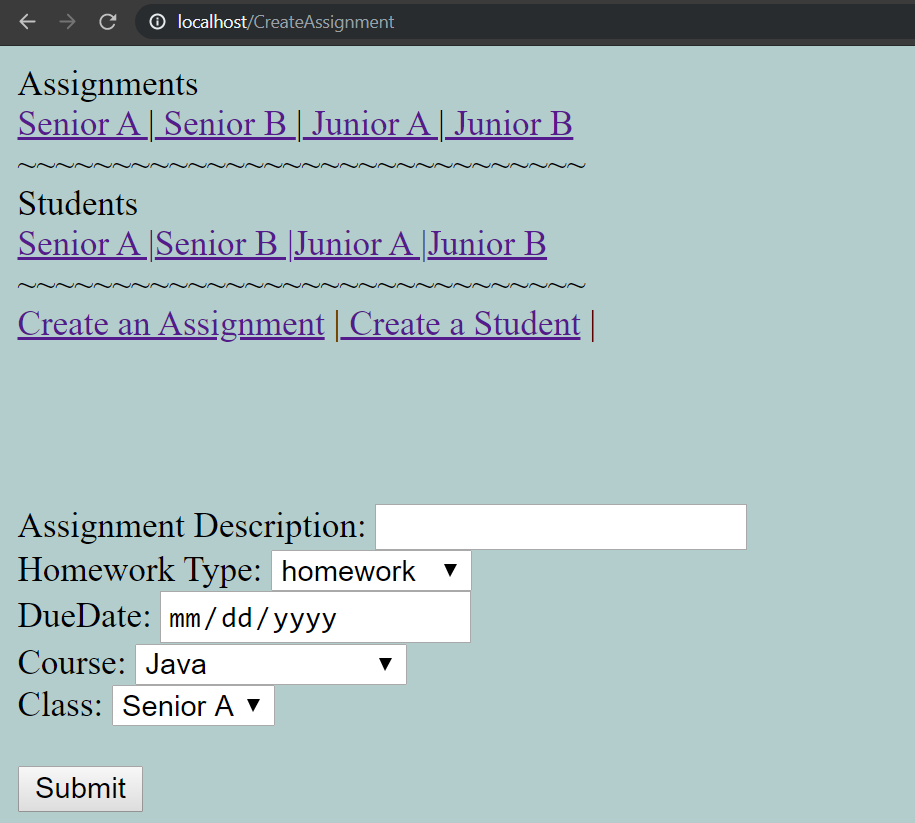 localhost/CreateAssignment
Assignments
Senior A | Senior B | Junior A | Junior B
~~~~~~~~~~~~~~~~~~~~~~~~~~~~~~
Students
Senior A |Senior B |Junior A |Junior B
~~~~~~~~~~~~~~~~~~~~~~~~~~~~~~
Create an Assignment | Create a Student |
Assignment Description:
Homework Type: homework
DueDate: mm/dd/yyyy
Course: Java
Class: Senior A
Submit